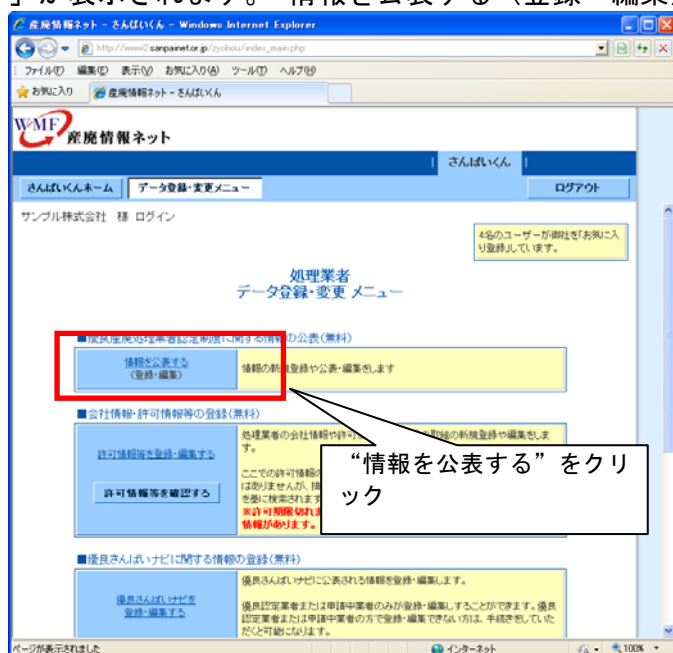 」が表示されます。“情報を公表する（登録・編集
産廃情報ネット - さんぱいくん - Windows Internet Explorer
http://www2.sanpainet.or.jp/zyohou/index_main.php
ファイル(F) 編集(E) 表示(V) お気に入り(A) ツール(T) ヘルプ(H)
お気に入り 産廃情報ネット - さんぱいくん
WMF 産廃情報ネット
さんぱいくん
さんぱいくんホーム データ登録・変更メニュー ログアウト
サンプル株式会社 様 ログイン
4名のユーザーが御社を「お気に入
り登録」しています。
処理業者
データ登録・変更 メニュー
■優良産廃処理業者認定制度に関する情報の公表(無料)
情報を公表する
(登録・編集)
情報の新規登録や公表・編集をします
■会社情報・許可情報等の登録(無料)
許可情報等を登録・編集する
許可情報等を確認する
処理業者の会社情報や許可情
取組の新規登録や編集をしま
す。
ここでの許可情報の
はありませんが、検
を基に検索されます
※許可期限切れま
情報があります。
“情報を公表する”をクリ
ック
■優良さんぱいナビに関する情報の登録(無料)
優良さんぱいナビを
登録・編集する
優良さんぱいナビに公表される情報を登録・編集します。
優良認定業者または申請中業者のみが登録・編集しすることができます。優良
認定業者または申請中業者の方で登録・編集できない方は、手続きをしていた
だくと可能になります。
ページが表示されました インターネット 100%